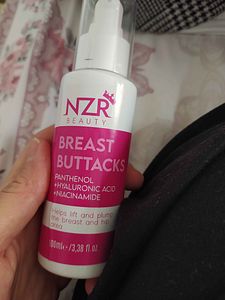 NZR
BEAUTY
BREAST
BUTTACKS
PANTHENOL
+HYALURONIC ACID
+NIACINAMIDE
helps lift and plump
the breast and hip
area
100ml℮ /3,38 fl.oz.